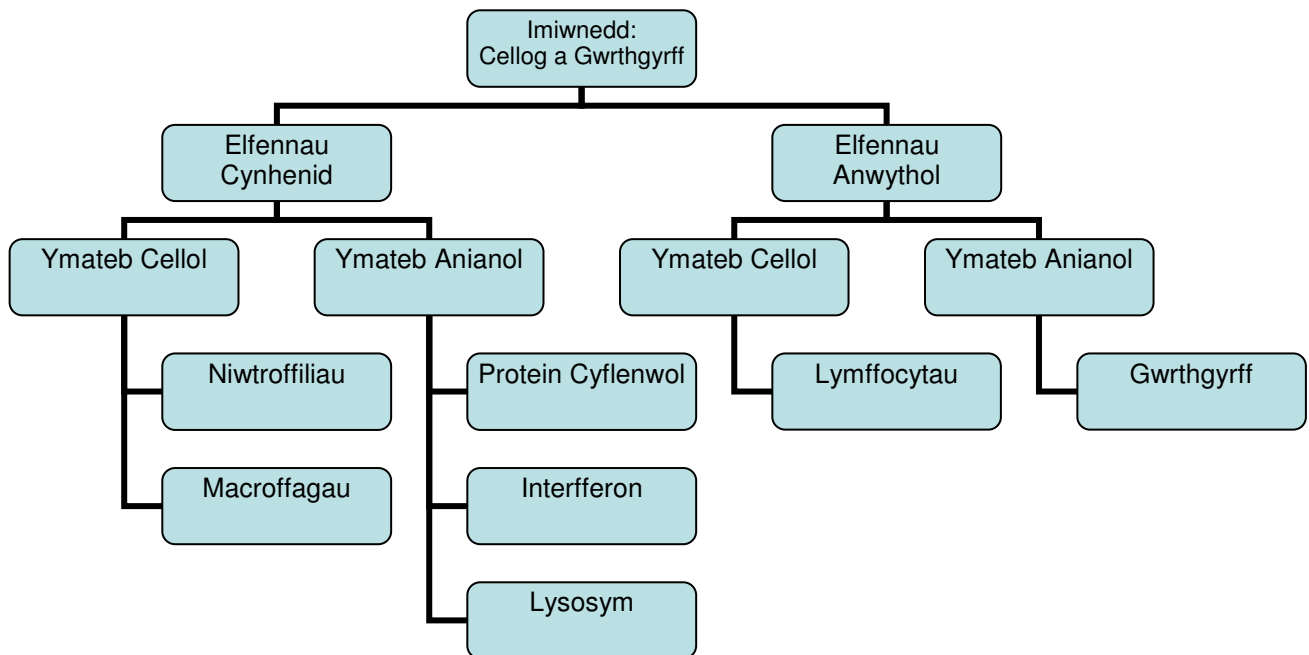 Imiwnedd:
Cellog a Gwrthgyrff
Elfennau
Cynhenid
Elfennau
Anwythol
Ymateb Cellol
Ymateb Anianol
Ymateb Cellol
Ymateb Anianol
Niwtroffiliau
Protein Cyflenwol
Lymffocytau
Gwrthgyrff
Macroffagau
Interfferon
Lysosym